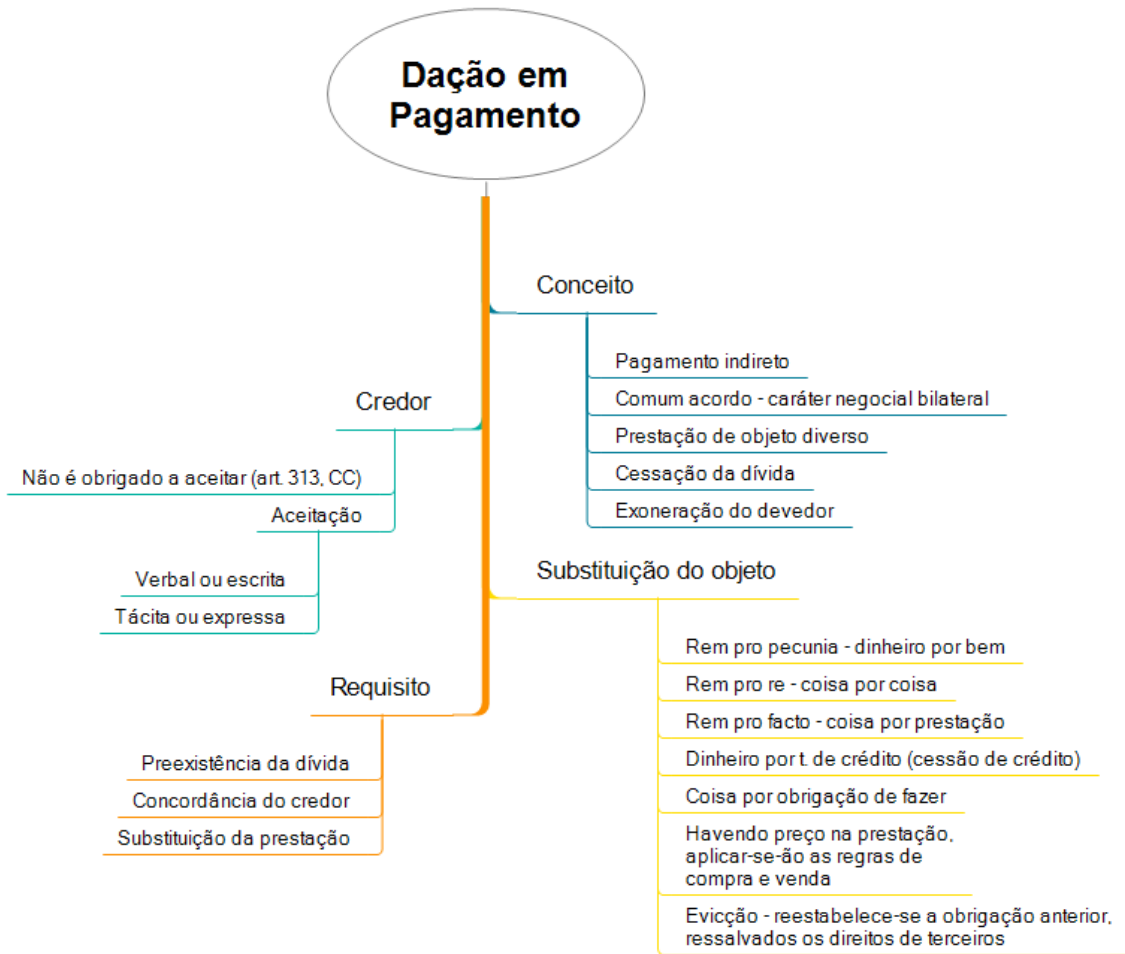 Dação em
Pagamento
Conceito
Pagamento indireto
Comum acordo - caráter negocial bilateral
Prestação de objeto diverso
Cessação da dívida
Exoneração do devedor
Credor
Não é obrigado a aceitar (art. 313, CC)
Aceitação
Verbal ou escrita
Tácita ou expressa
Substituição do objeto
Rem pro pecunia - dinheiro por bem
Rem pro re - coisa por coisa
Rem pro facto - coisa por prestação
Dinheiro por t. de crédito (cessão de crédito)
Coisa por obrigação de fazer
Havendo preço na prestação,
aplicar-se-ão as regras de
compra e venda
Evicção - reestabelece-se a obrigação anterior,
ressalvados os direitos de terceiros
Requisito
Preexistência da dívida
Concordância do credor
Substituição da prestação